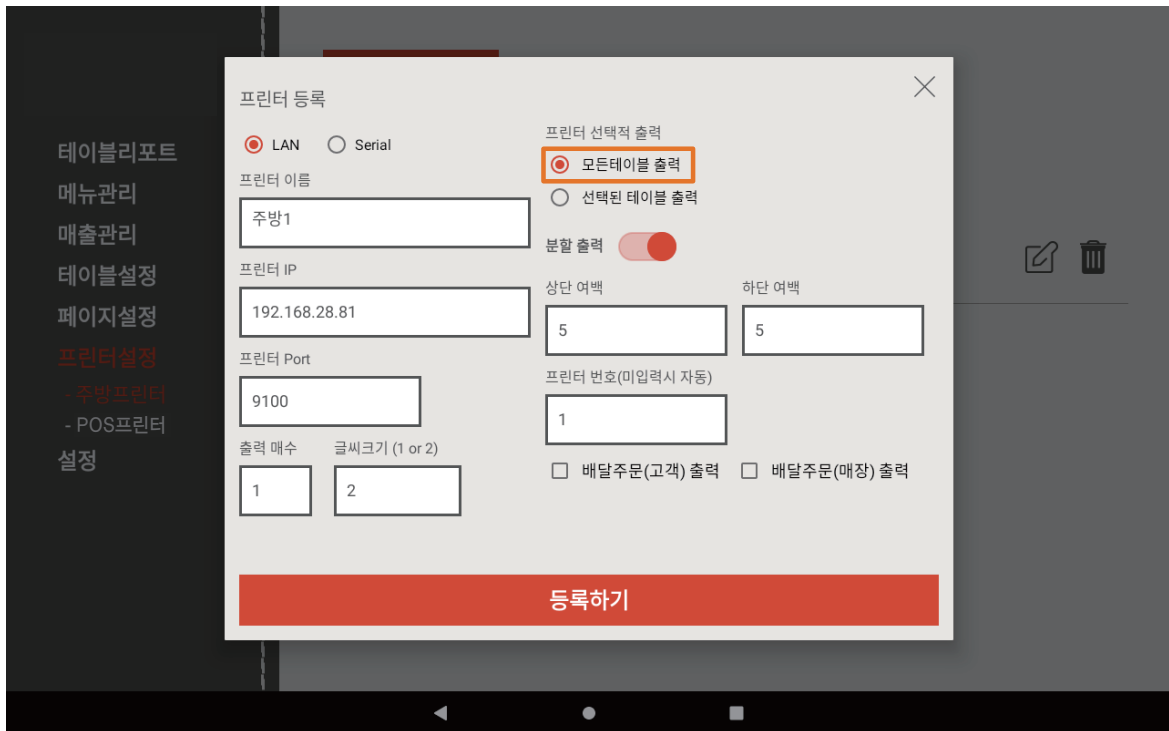 테이블리포트
메뉴관리
매출관리
테이블설정
페이지설정
프린터설정
- 주방프린터
- POS프린터
설정
프린터 등록
LAN
Serial
프린터 이름
주방1
프린터 IP
192.168.28.81
프린터 Port
9100
출력 매수
글씨크기 (1 or 2)
1
2
프린터 선택적 출력
모든테이블 출력
선택된 테이블 출력
분할 출력
상단 여백
하단 여백
5
5
프린터 번호(미입력시 자동)
1
배달주문(고객) 출력
배달주문(매장) 출력
등록하기